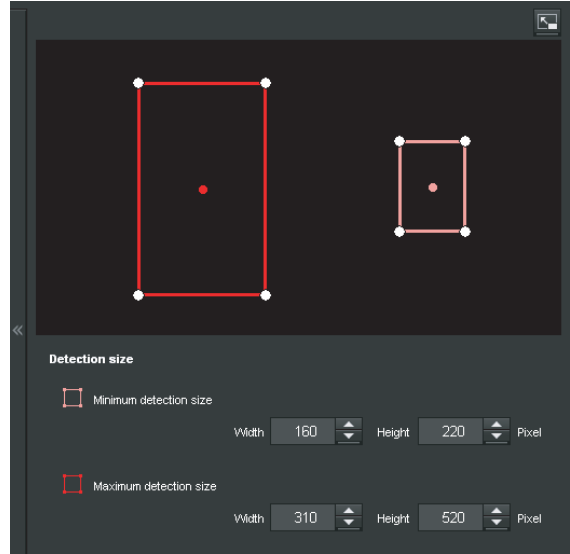 «
Detection size
Minimum detection size
Width 160 Height 220 Pixel
Maximum detection size
Width 310 Height 520 Pixel